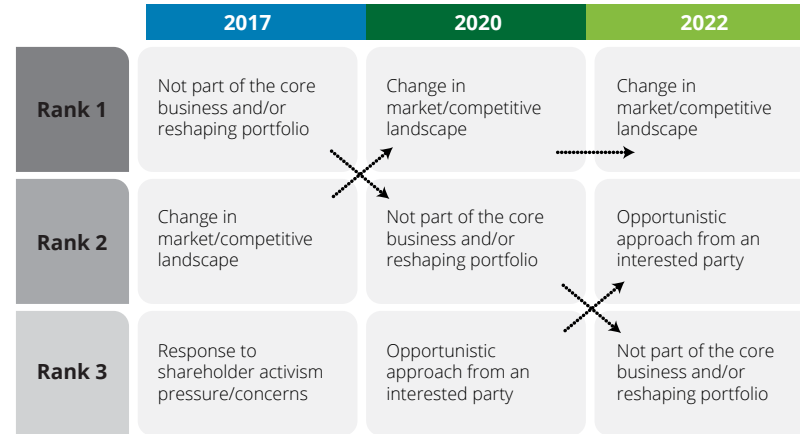 2017 2020 2022
Rank 1
Not part of the core
business and/or
reshaping portfolio
Change in
market/competitive
landscape
Change in
market/competitive
landscape
Rank 2
Change in
market/competitive
landscape
Not part of the core
business and/or
reshaping portfolio
Opportunistic
approach from an
interested party
Rank 3
Response to
shareholder activism
pressure/concerns
Opportunistic
approach from an
interested party
Not part of the core
business and/or
reshaping portfolio